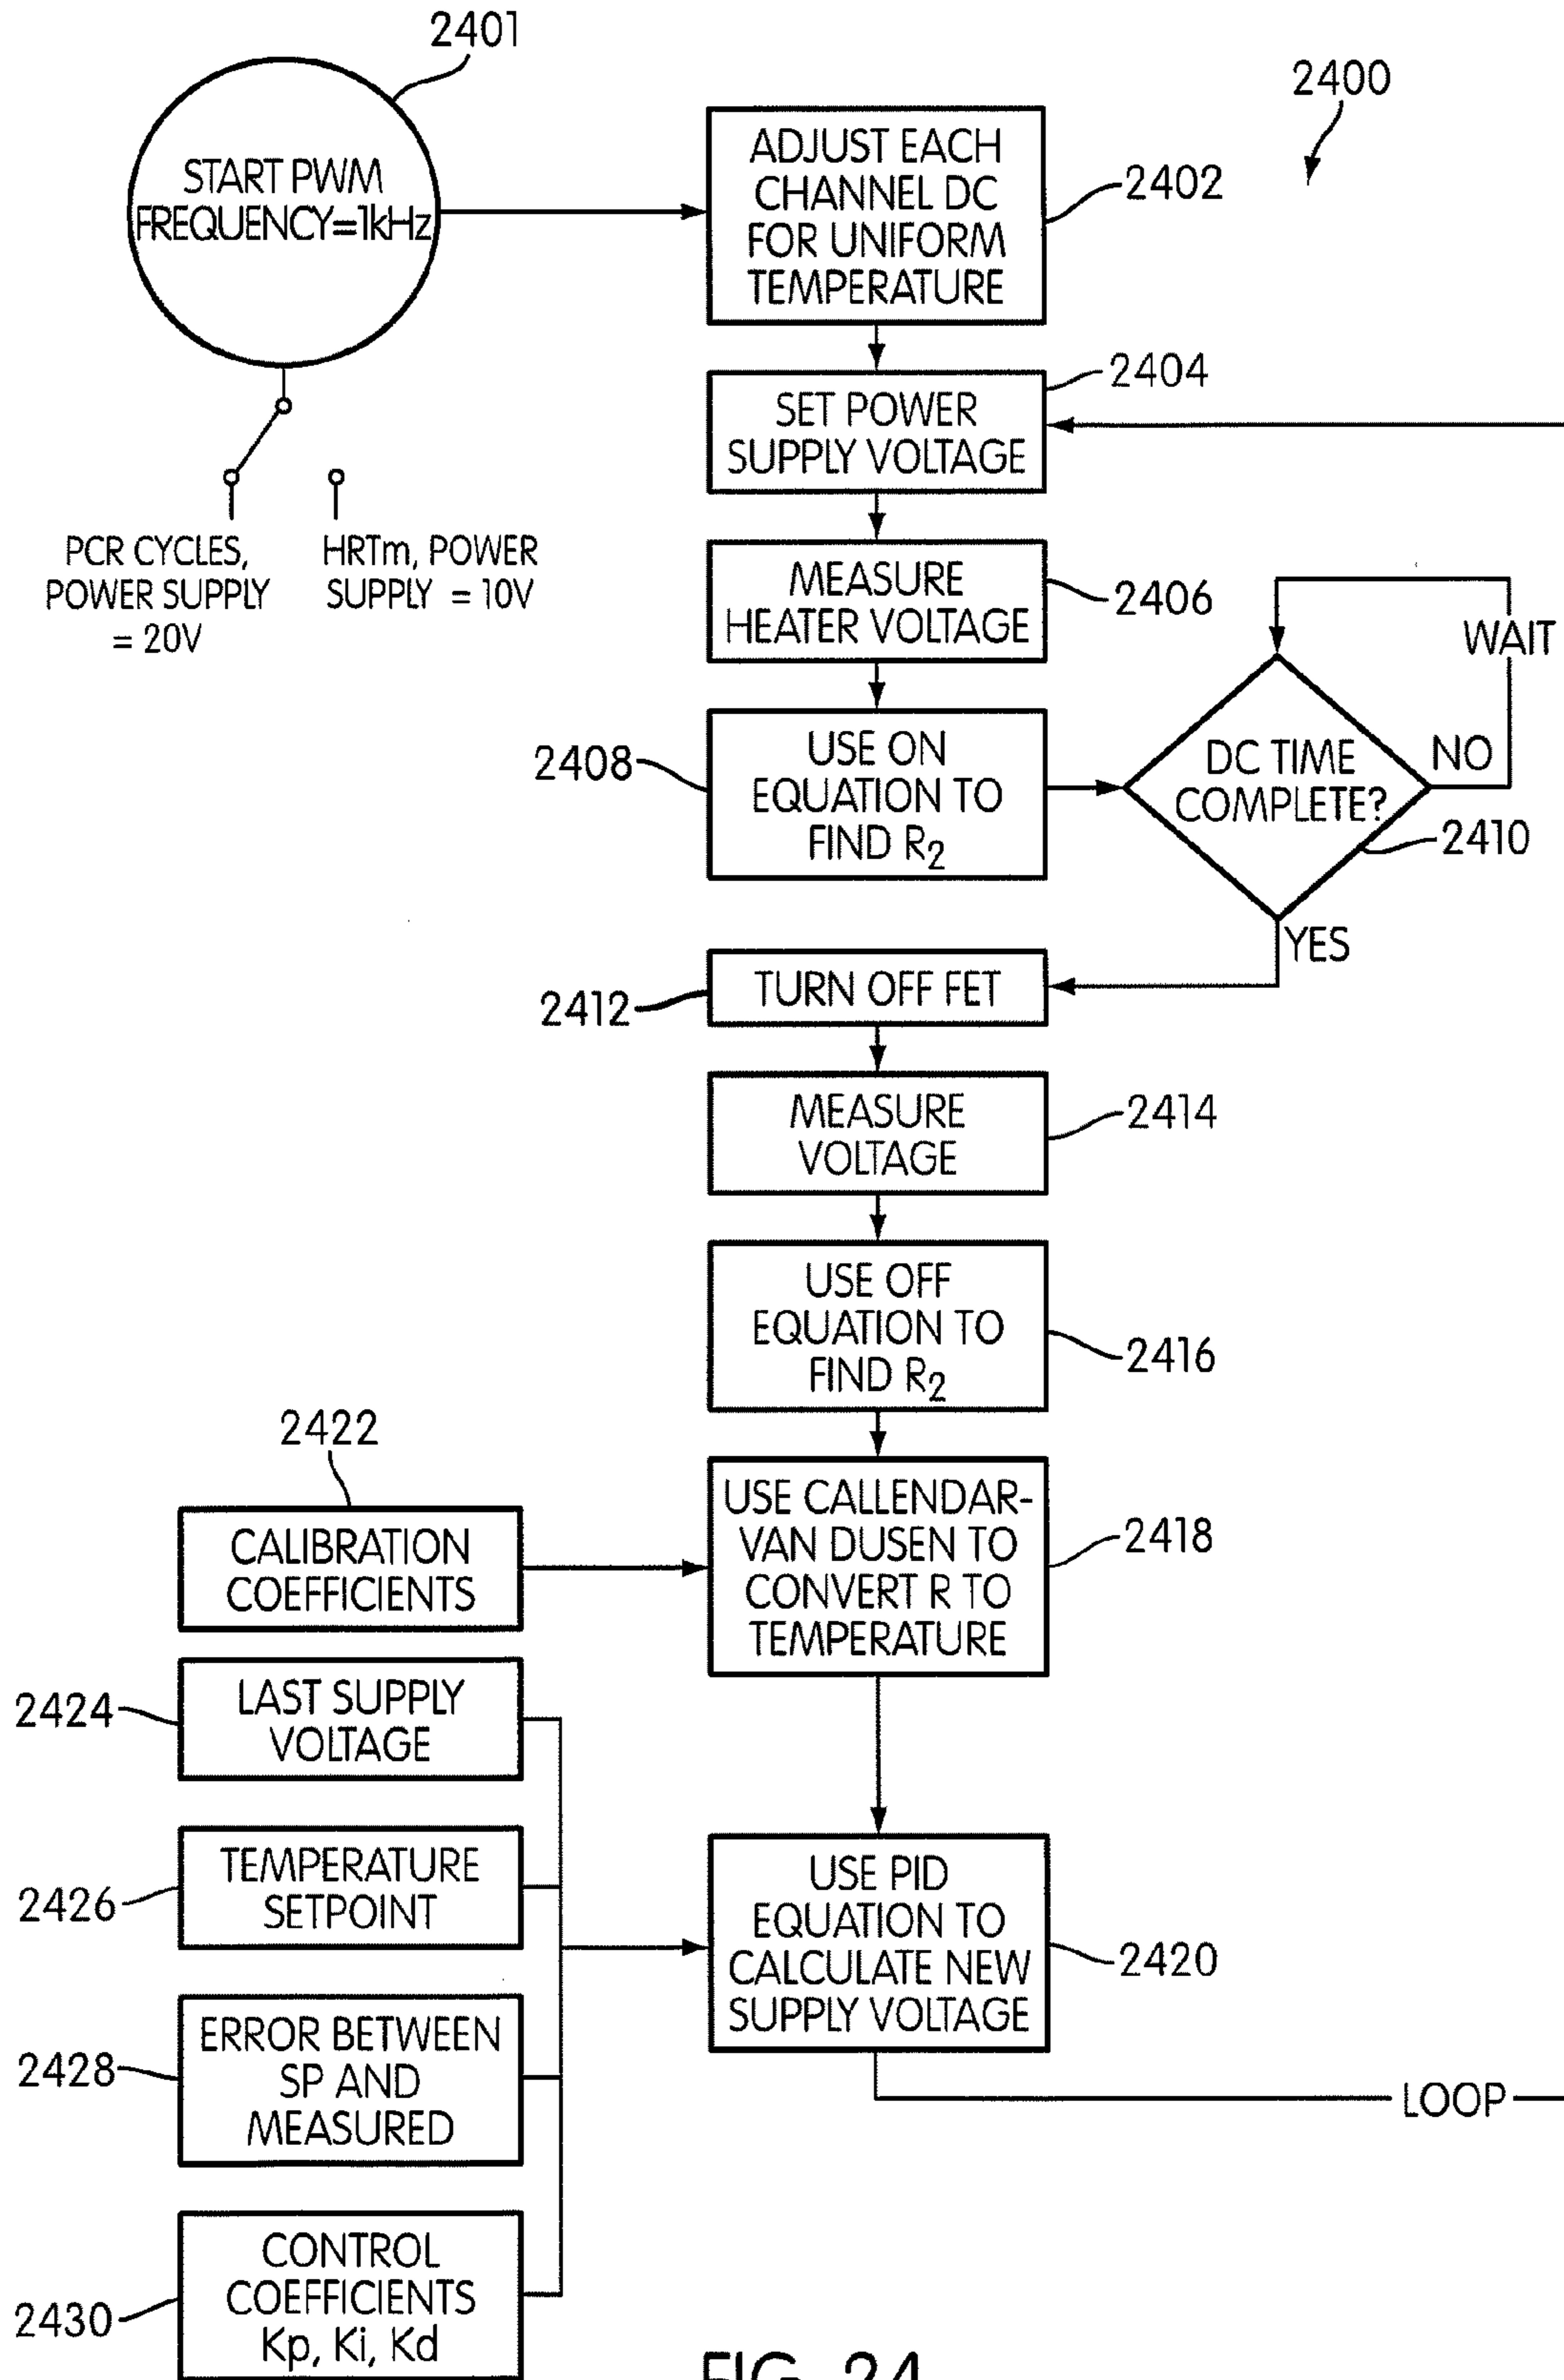 2401
START PWM
FREQUENCY=1kHz
2400
ADJUST EACH
CHANNEL DC
FOR UNIFORM
TEMPERATURE
2402
SET POWER
SUPPLY VOLTAGE
2404
PCR CYCLES,
POWER SUPPLY
= 20V
HRTm, POWER
SUPPLY = 10V
MEASURE
HEATER VOLTAGE
2406
WAIT
2408
USE ON
EQUATION TO
FIND R2
DC TIME
COMPLETE?
NO
2410
YES
2412
TURN OFF FET
MEASURE
VOLTAGE
2414
USE OFF
EQUATION TO
FIND R2
2416
2422
CALIBRATION
COEFFICIENTS
USE CALLENDAR-
VAN DUSEN TO
CONVERT R TO
TEMPERATURE
2418
2424
LAST SUPPLY
VOLTAGE
2426
TEMPERATURE
SETPOINT
USE PID
EQUATION TO
CALCULATE NEW
SUPPLY VOLTAGE
2420
2428
ERROR BETWEEN
SP AND
MEASURED
LOOP
2430
CONTROL
COEFFICIENTS
Kp, Ki, Kd
FIG. 24